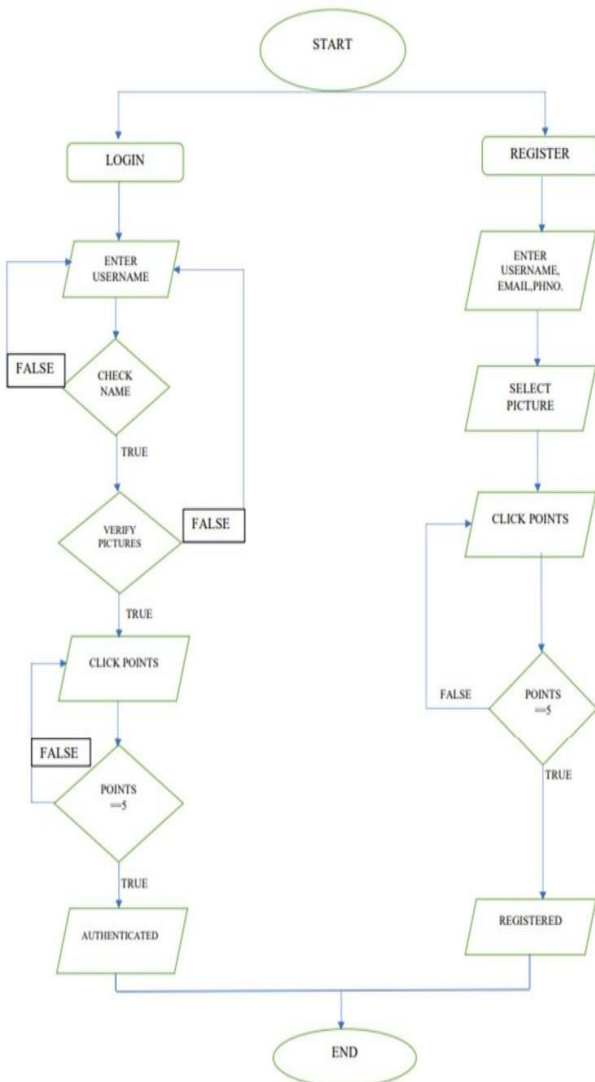 START
LOGIN
ENTER
USERNAME
FALSE
CHECK
NAME
TRUE
VERIFY
PICTURES
FALSE
TRUE
CLICK POINTS
FALSE
POINTS
==5
TRUE
AUTHENTICATED
REGISTER
ENTER
USERNAME,
EMAIL,PHNO.
SELECT
PICTURE
CLICK POINTS
FALSE
POINTS
==5
TRUE
REGISTERED
END